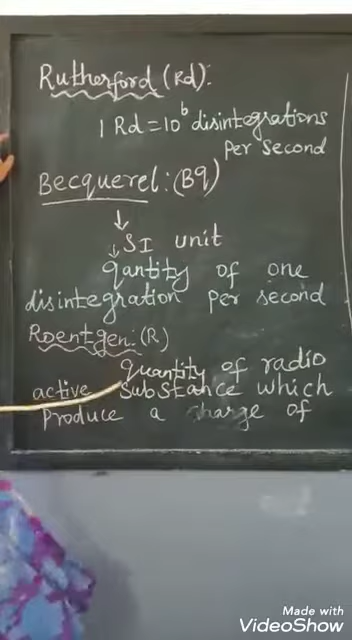 Rutherford (Rd):
1 Rd = 10⁶ disintegrations
Per second
Becquerel: (Bq)
↓
SI unit
↓
qantity of one
disintegration per second
Roentgen: (R)
quantity of radio
active Substance which
Produce a charge of
Made with
VideoShow